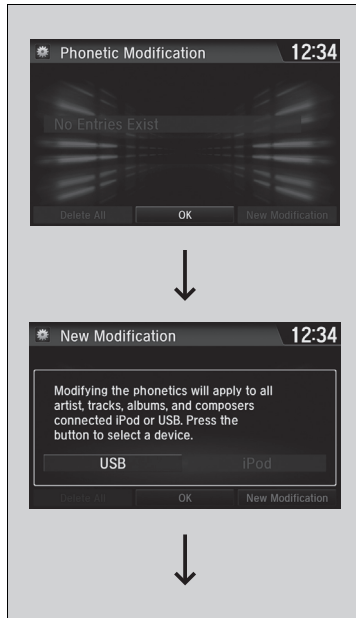 Phonetic Modification 12:34
No Entries Exist
Delete All OK New Modification
New Modification 12:34
Modifying the phonetics will apply to all
artist, tracks, albums, and composers
connected iPod or USB. Press the
button to select a device.
USB iPod
Delete All OK New Modification